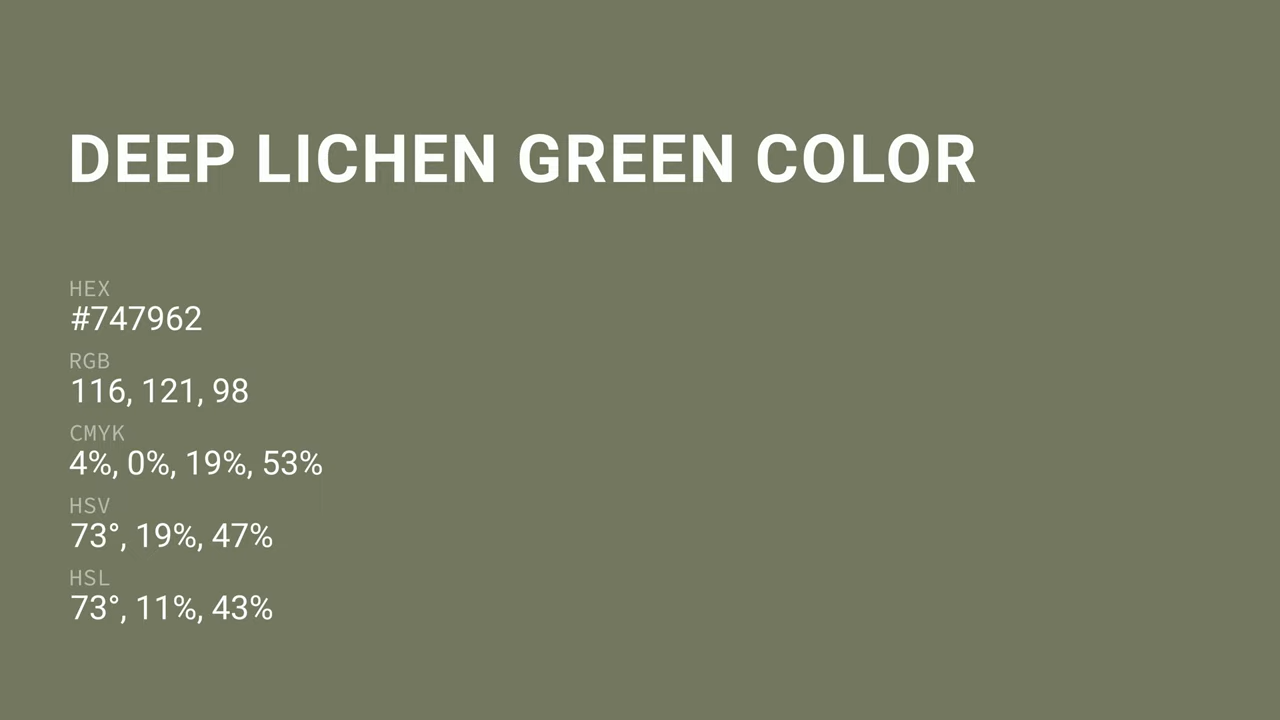 DEEP LICHEN GREEN COLOR
HEX
#747962
RGB
116, 121, 98
CMYK
4%, 0%, 19%, 53%
HSV
73°, 19%, 47%
HSL
73°, 11%, 43%